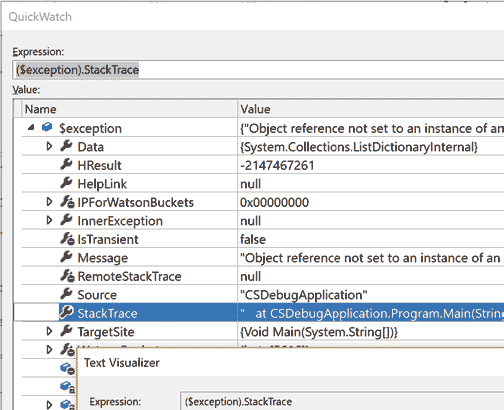 QuickWatch
Expression:
($exception).StackTrace
Value:
Name Value
$exception {"Object reference not set to an instance of an
Data {System.Collections.ListDictionaryInternal}
HResult -2147467261
HelpLink null
IPForWatsonBuckets 0x00000000
InnerException null
IsTransient false
Message "Object reference not set to an instance of an
RemoteStackTrace null
Source "CSDebugApplication"
StackTrace "   at CSDebugApplication.Program.Main(Strin
TargetSite {Void Main(System.String[])}
Text Visualizer
Expression: ($exception).StackTrace